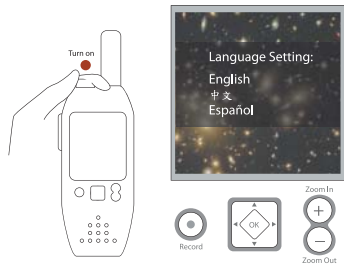 Turn on
Language Setting:
English
中文
Español
Zoom In
OK
Record
Zoom Out